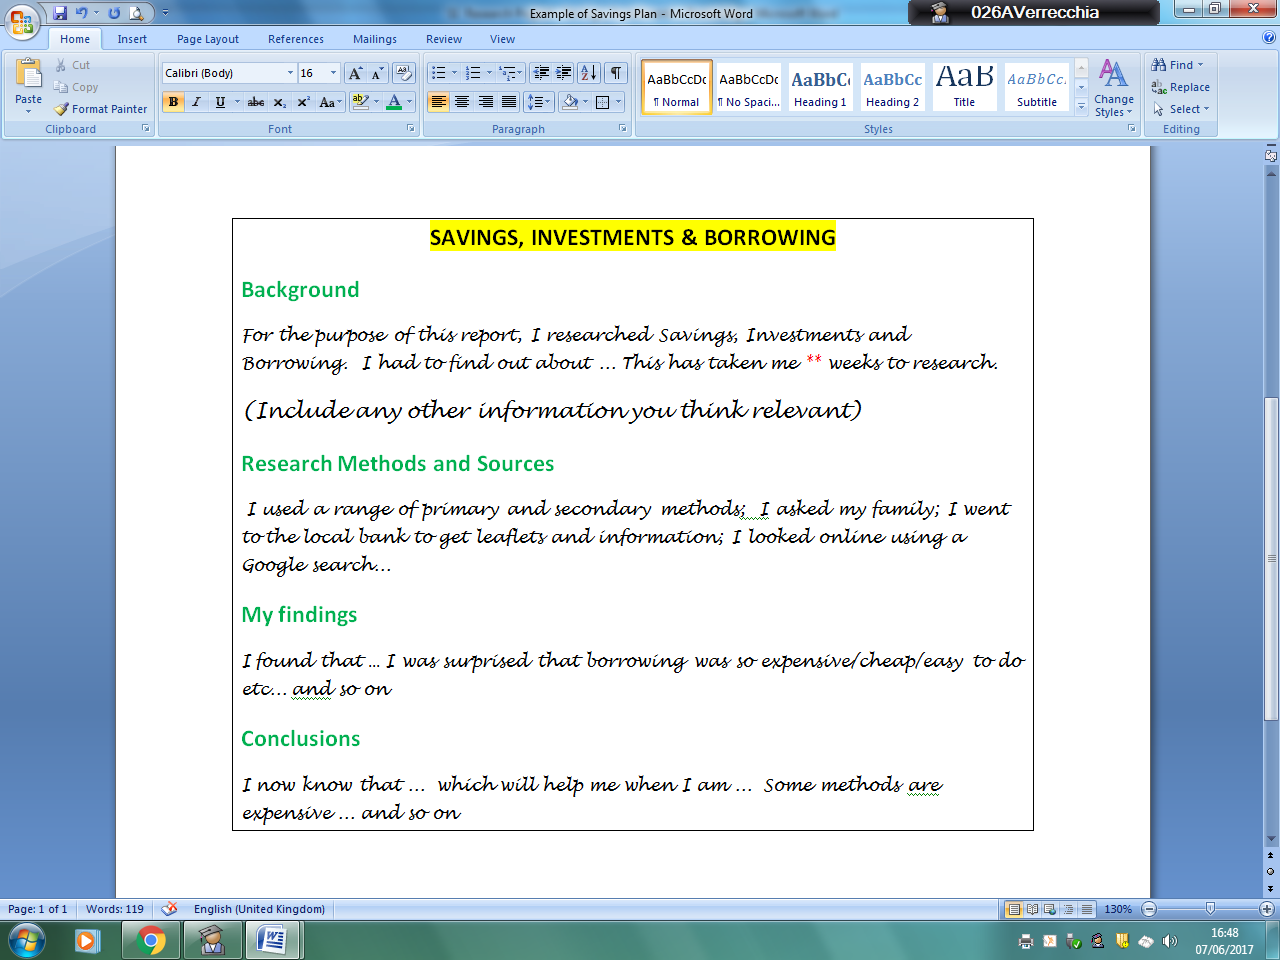 Example of Savings Plan - Microsoft Word
026AVerrecchia
Home Insert Page Layout References Mailings Review View
Paste
Cut
Copy
Format Painter
Clipboard
Calibri (Body) 16
B I U abc x₂ x² Aa
Font
Paragraph
AaBbCcDc AaBbCcDc AaBbC AaBbCc AaB AaBbCc.
¶ Normal ¶ No Spaci... Heading 1 Heading 2 Title Subtitle
Change Styles
Styles
Find
Replace
Select
Editing
SAVINGS, INVESTMENTS & BORROWING
Background
For the purpose of this report, I researched Savings, Investments and
Borrowing. I had to find out about ... This has taken me ** weeks to research.
(Include any other information you think relevant)
Research Methods and Sources
I used a range of primary and secondary methods; I asked my family; I went
to the local bank to get leaflets and information; I looked online using a
Google search...
My findings
I found that ... I was surprised that borrowing was so expensive/cheap/easy to do
etc... and so on
Conclusions
I now know that ... which will help me when I am ... Some methods are
expensive ... and so on
Page: 1 of 1 Words: 119 English (United Kingdom) 130%
16:48
07/06/2017